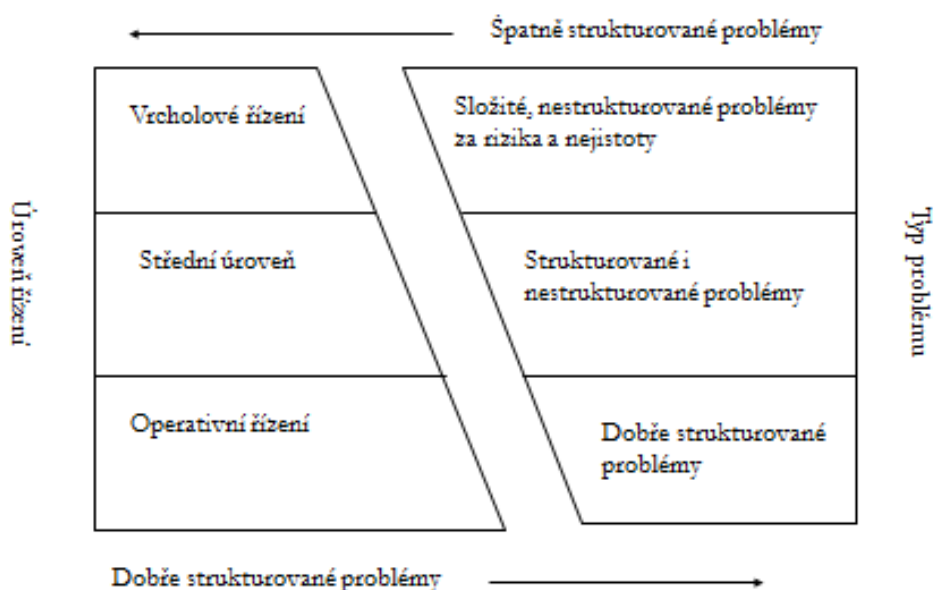 Špatně strukturované problémy
Vrcholové řízení
Složité, nestrukturované problémy
za rizika a nejistoty
Úroveň řízení
Střední úroveň
Strukturované i
nestrukturované problémy
Typ problému
Operativní řízení
Dobře strukturované
problémy
Dobře strukturované problémy